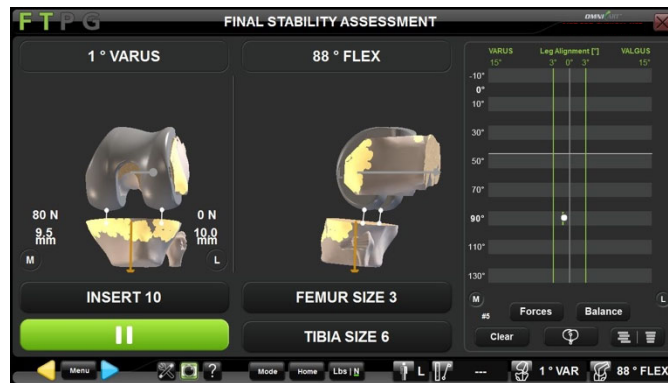 F T P G
FINAL STABILITY ASSESSMENT
1 ° VARUS
88 ° FLEX
VARUS Leg Alignment [°] VALGUS
15° 3° 0° 3° 15°
-10°
0°
10°
30°
50°
70°
90°
110°
130°
80 N
9.5
mm
0 N
10.0
mm
M
L
INSERT 10
FEMUR SIZE 3
TIBIA SIZE 6
M
L
#5
Forces
Balance
Clear
Menu
?
Mode
Home
Lbs | N
L
---
1 ° VAR
88 ° FLEX